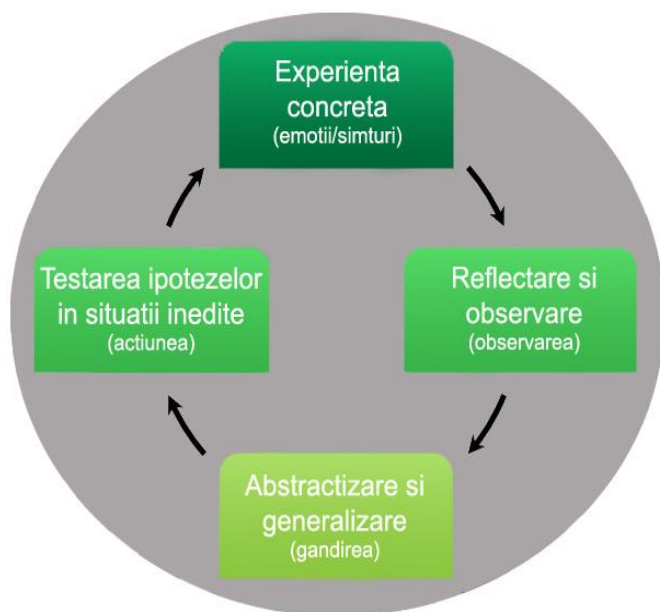 Experienta
concreta
(emotii/simturi)
Testarea ipotezelor
in situatii inedite
(actiunea)
Reflectare si
observare
(observarea)
Abstractizare si
generalizare
(gandirea)